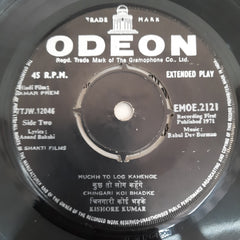 TRADE MARK
ODEON
Regd. Trade Mark of The Gramophone Co., Ltd.
45 R.P.M.
EXTENDED PLAY
Hindi Film:
AMAR PREM
EMOE.2121
7TJW.12046
Recording First
Published 1971
Side Two
Lyrics:
Anand Bakshi
Music:
Rahul Dev Burman
SHAKTI FILMS
KUCHH TO LOG KAHENGE
कुछ तो लोग कहेंगे
CHINGARI KOI BHADKE
चिनगारी कोई भड़के
KISHORE KUMAR